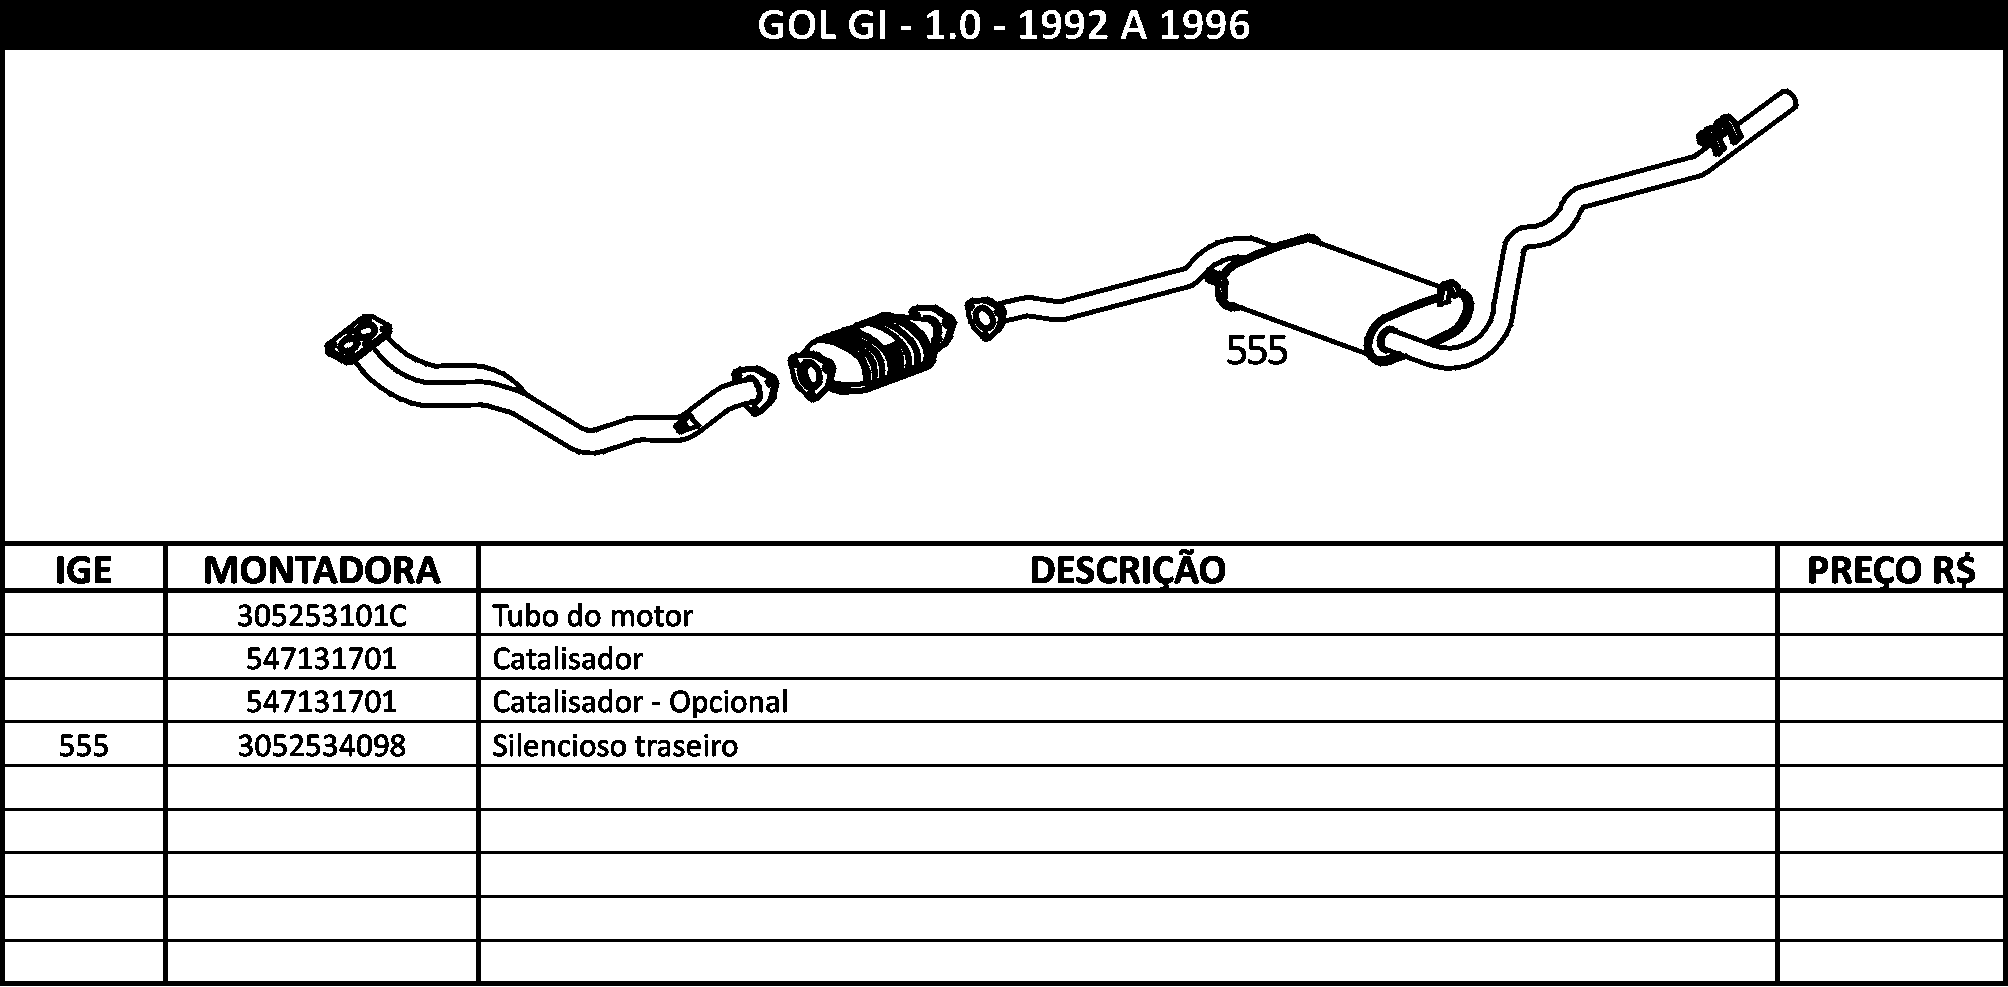 GOL GI - 1.0 - 1992 A 1996
555
IGE MONTADORA DESCRIÇÃO PREÇO R$
305253101C Tubo do motor
547131701 Catalisador
547131701 Catalisador - Opcional
555 3052534098 Silencioso traseiro